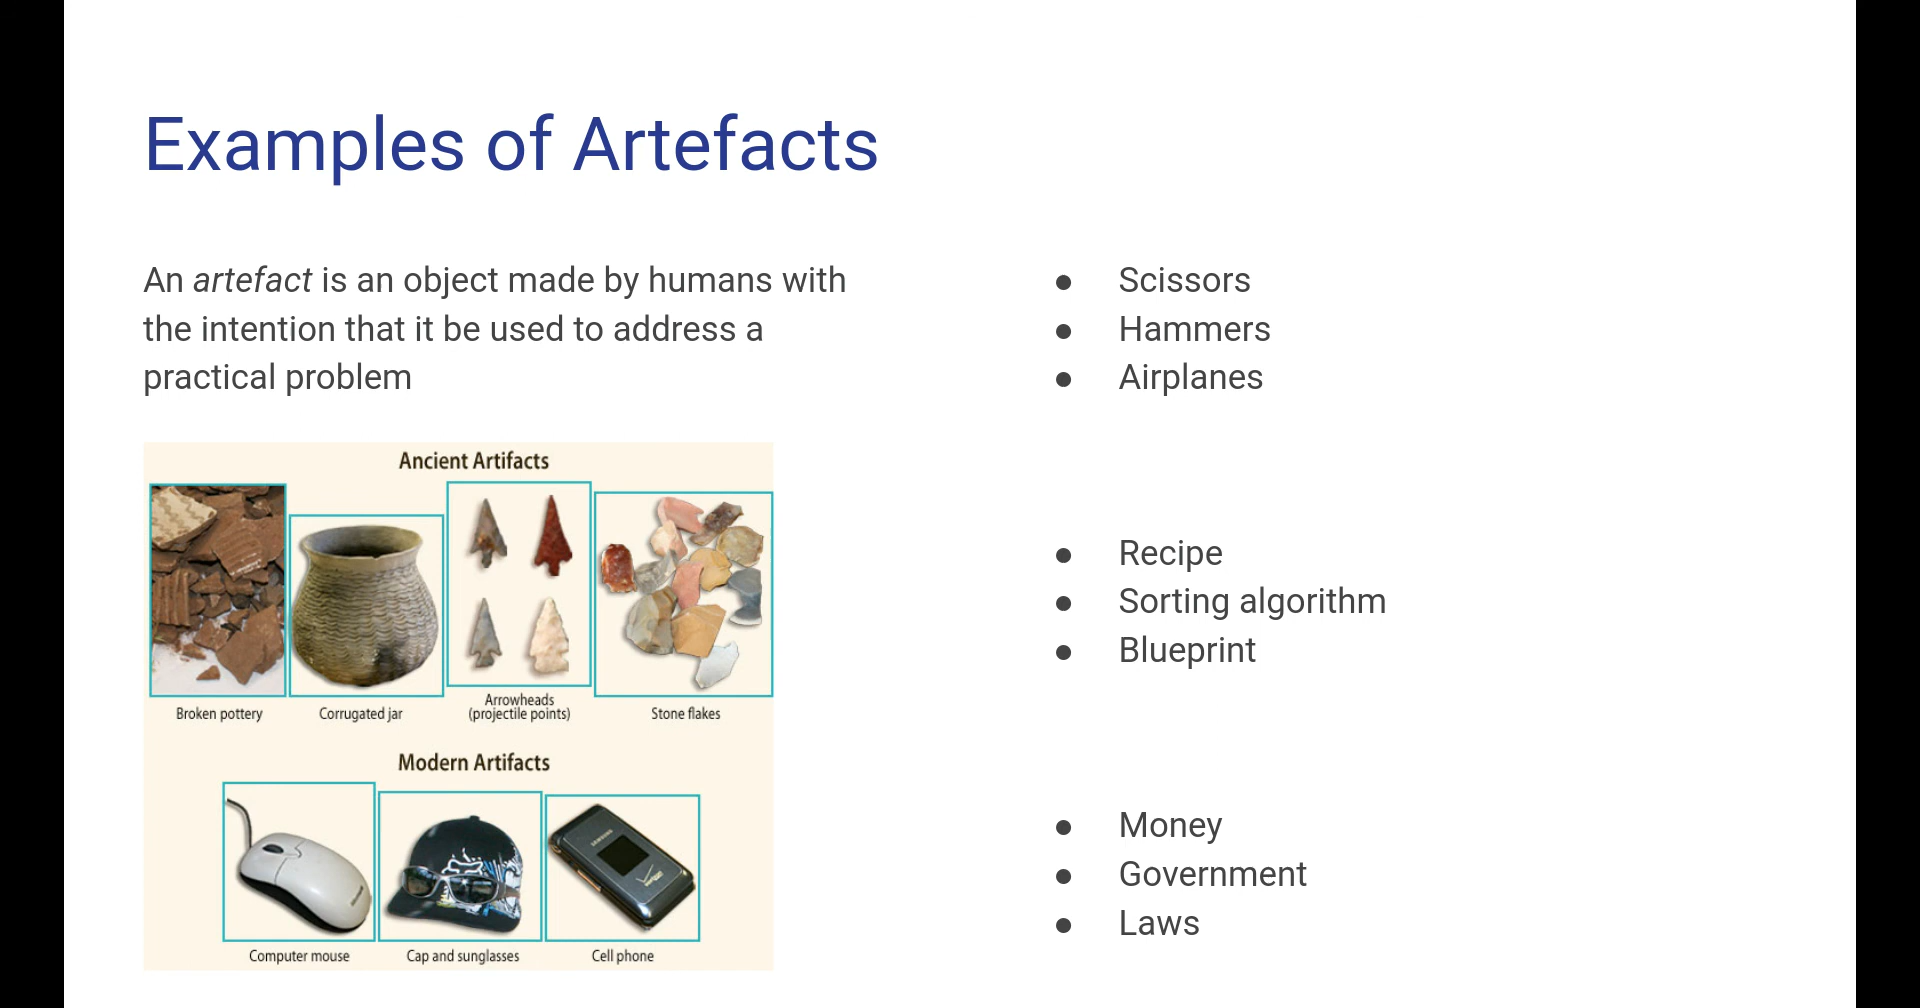 Examples of Artefacts
An artefact is an object made by humans with
the intention that it be used to address a
practical problem
Ancient Artifacts
Broken pottery
Corrugated jar
Arrowheads
(projectile points)
Stone flakes
Modern Artifacts
SAMSUNG
Computer mouse
Cap and sunglasses
Cell phone
● Scissors
● Hammers
● Airplanes
● Recipe
● Sorting algorithm
● Blueprint
● Money
● Government
● Laws